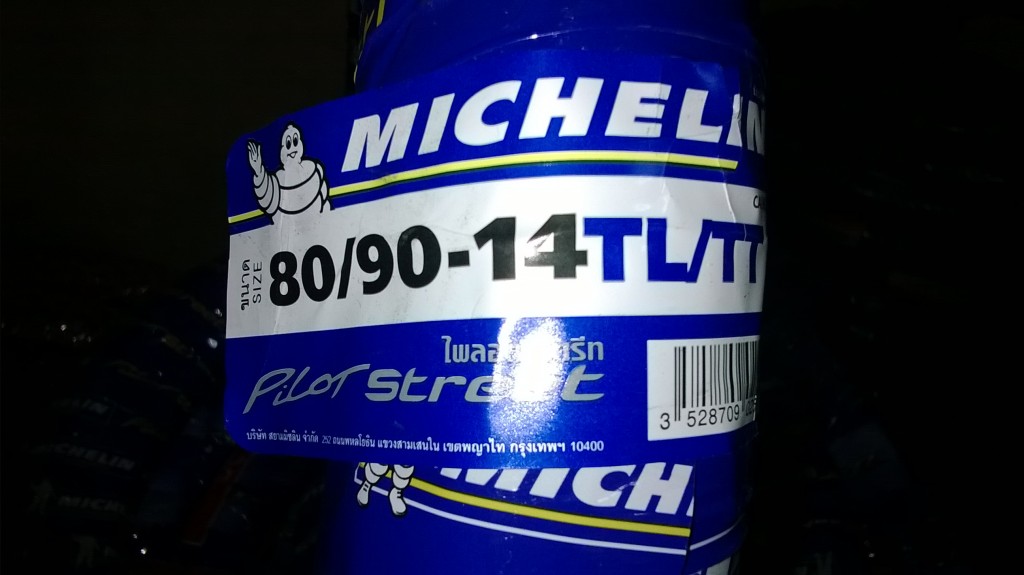 MICHELIN
ขนาด
SIZE
80/90-14TL/TT
Pilot Street
3 528709
บริษัท สยามมิชลิน จำกัด 252 ถนนพหลโยธิน แขวงสามเสนใน เขตพญาไท กรุงเทพฯ 10400
MICH